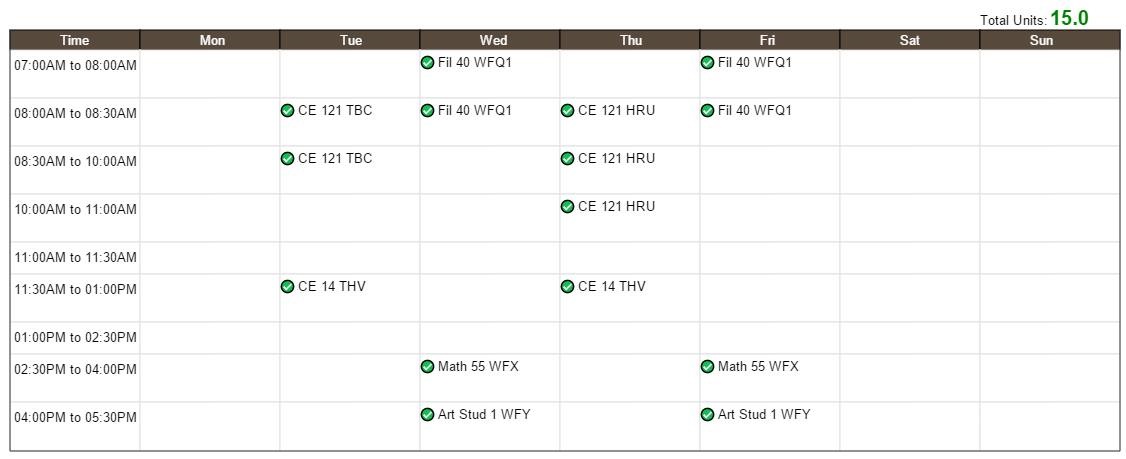 Total Units: 15.0
Time Mon Tue Wed Thu Fri Sat Sun
07:00AM to 08:00AM Fil 40 WFQ1 Fil 40 WFQ1
08:00AM to 08:30AM CE 121 TBC Fil 40 WFQ1 CE 121 HRU Fil 40 WFQ1
08:30AM to 10:00AM CE 121 TBC CE 121 HRU
10:00AM to 11:00AM CE 121 HRU
11:00AM to 11:30AM
11:30AM to 01:00PM CE 14 THV CE 14 THV
01:00PM to 02:30PM
02:30PM to 04:00PM Math 55 WFX Math 55 WFX
04:00PM to 05:30PM Art Stud 1 WFY Art Stud 1 WFY